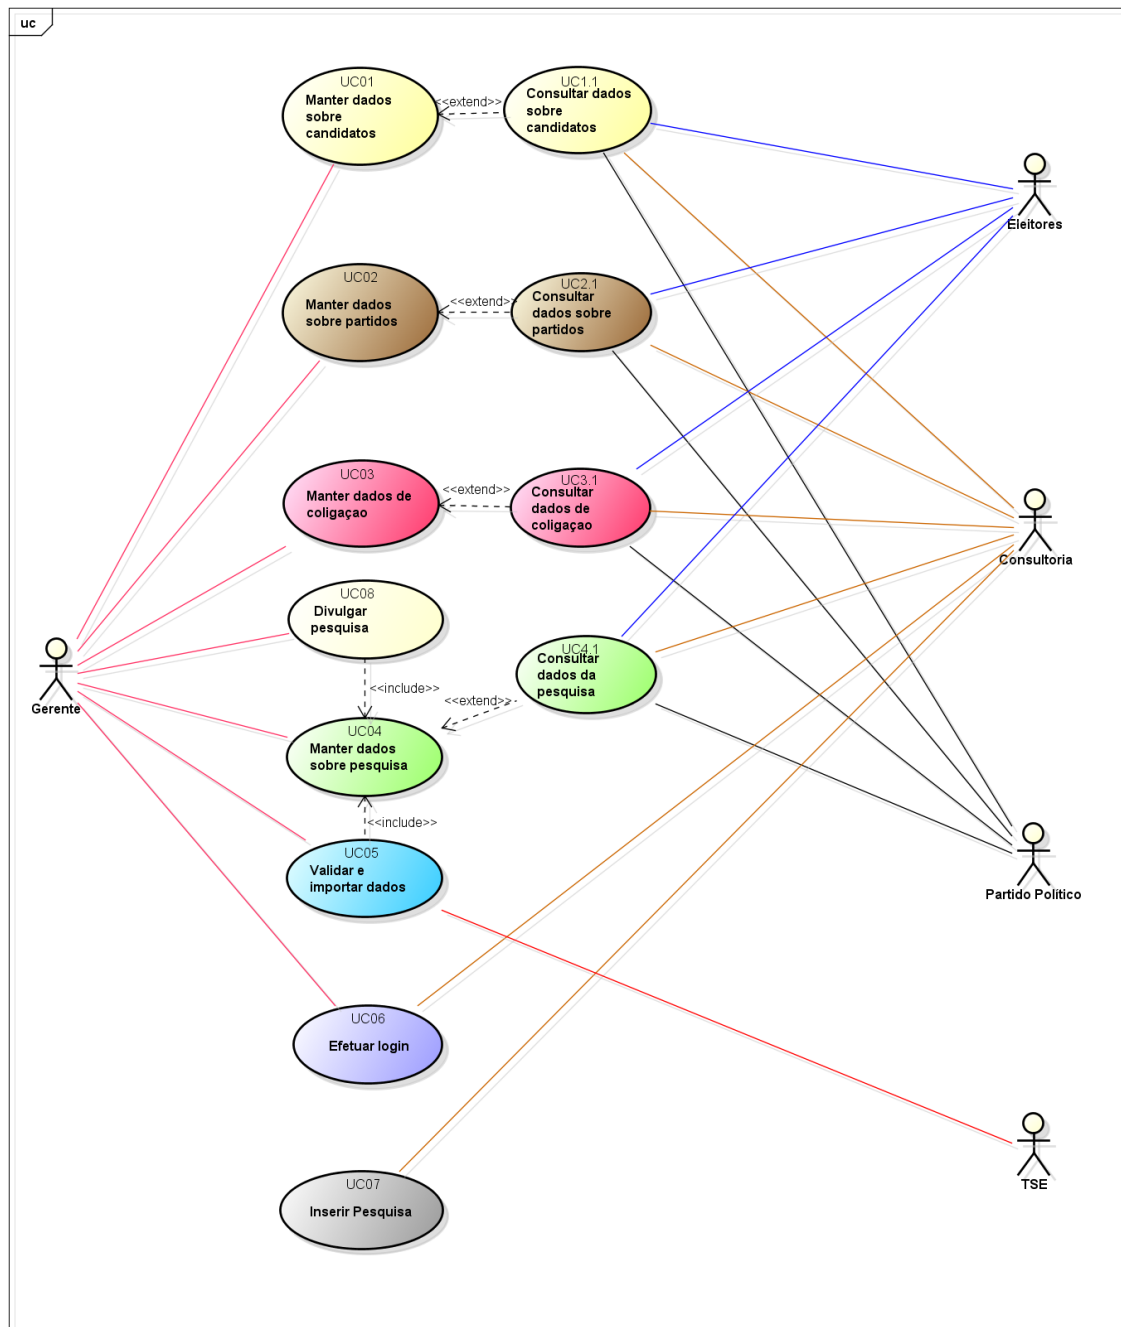 uc
UC01
Manter dados
sobre
candidatos
<<extend>>
UC1.1
Consultar dados
sobre
candidatos
Eleitores
UC02
Manter dados
sobre partidos
<<extend>>
UC2.1
Consultar
dados sobre
partidos
UC03
Manter dados de
coligaçao
<<extend>>
UC3.1
Consultar
dados de
coligaçao
Consultoria
UC08
Divulgar
pesquisa
Gerente
<<include>>
<<extend>>
UC4.1
Consultar
dados da
pesquisa
UC04
Manter dados
sobre pesquisa
<<include>>
UC05
Validar e
importar dados
Partido Político
UC06
Efetuar login
TSE
UC07
Inserir Pesquisa